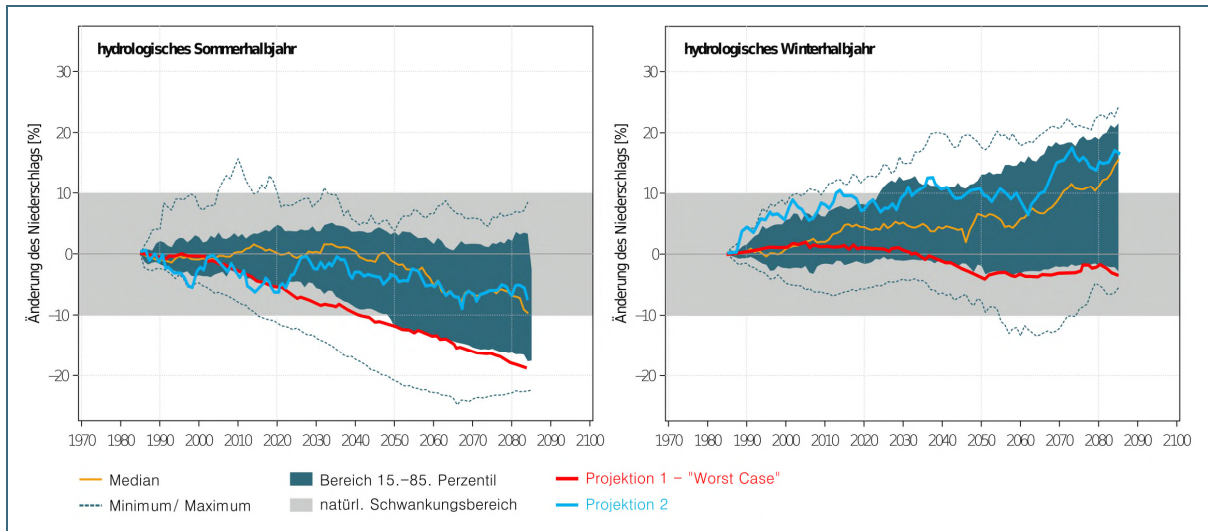 hydrologisches Sommerhalbjahr
Änderung des Niederschlags [%]
30
20
10
0
−10
−20
1970 1980 1990 2000 2010 2020 2030 2040 2050 2060 2070 2080 2090 2100
hydrologisches Winterhalbjahr
Änderung des Niederschlags [%]
30
20
10
0
−10
−20
1970 1980 1990 2000 2010 2020 2030 2040 2050 2060 2070 2080 2090 2100
Median
Bereich 15.–85. Perzentil
Projektion 1 – "Worst Case"
Minimum/ Maximum
natürl. Schwankungsbereich
Projektion 2